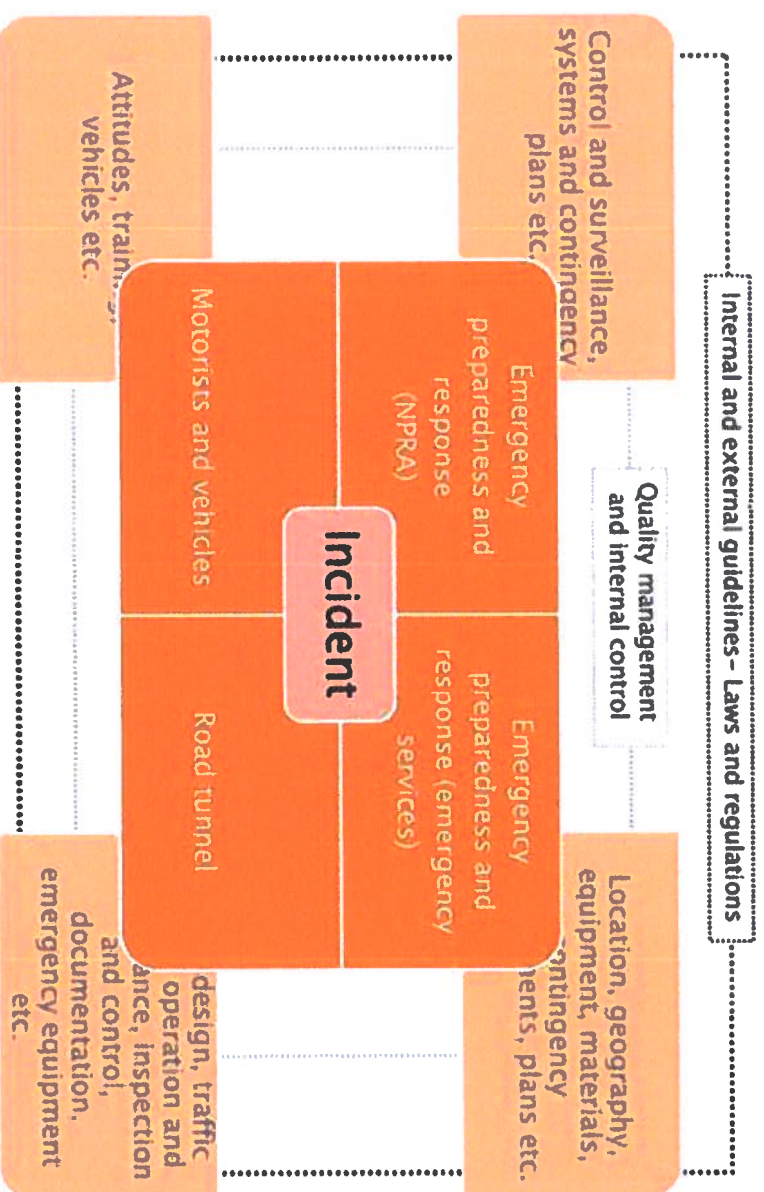 Internal and external guidelines- Laws and regulations
Quality management
and internal control
Control and surveillance,
systems and contingency
plans etc.
Location, geography,
equipment, materials,
ontingency
ents, plans etc.
Emergency
preparedness and
response
(NPRA)
Emergency
preparedness and
response (emergency
services)
Incident
Motorists and vehicles
Road tunnel
Attitudes, training,
vehicles etc.
design, traffic
operation and
ance, inspection
and control,
documentation,
emergency equipment
etc.